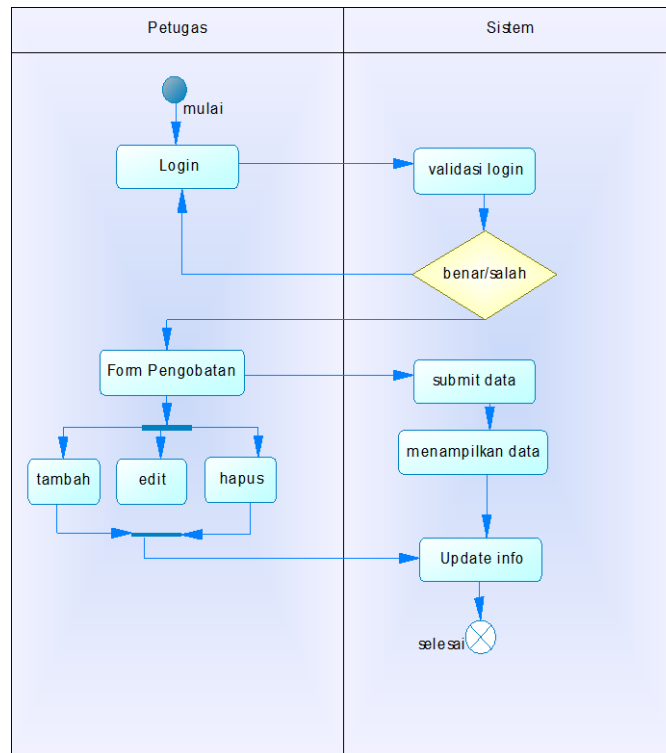 Petugas
Sistem
mulai
Login
validasi login
benar/salah
Form Pengobatan
submit data
tambah
edit
hapus
menampilkan data
Update info
selesai